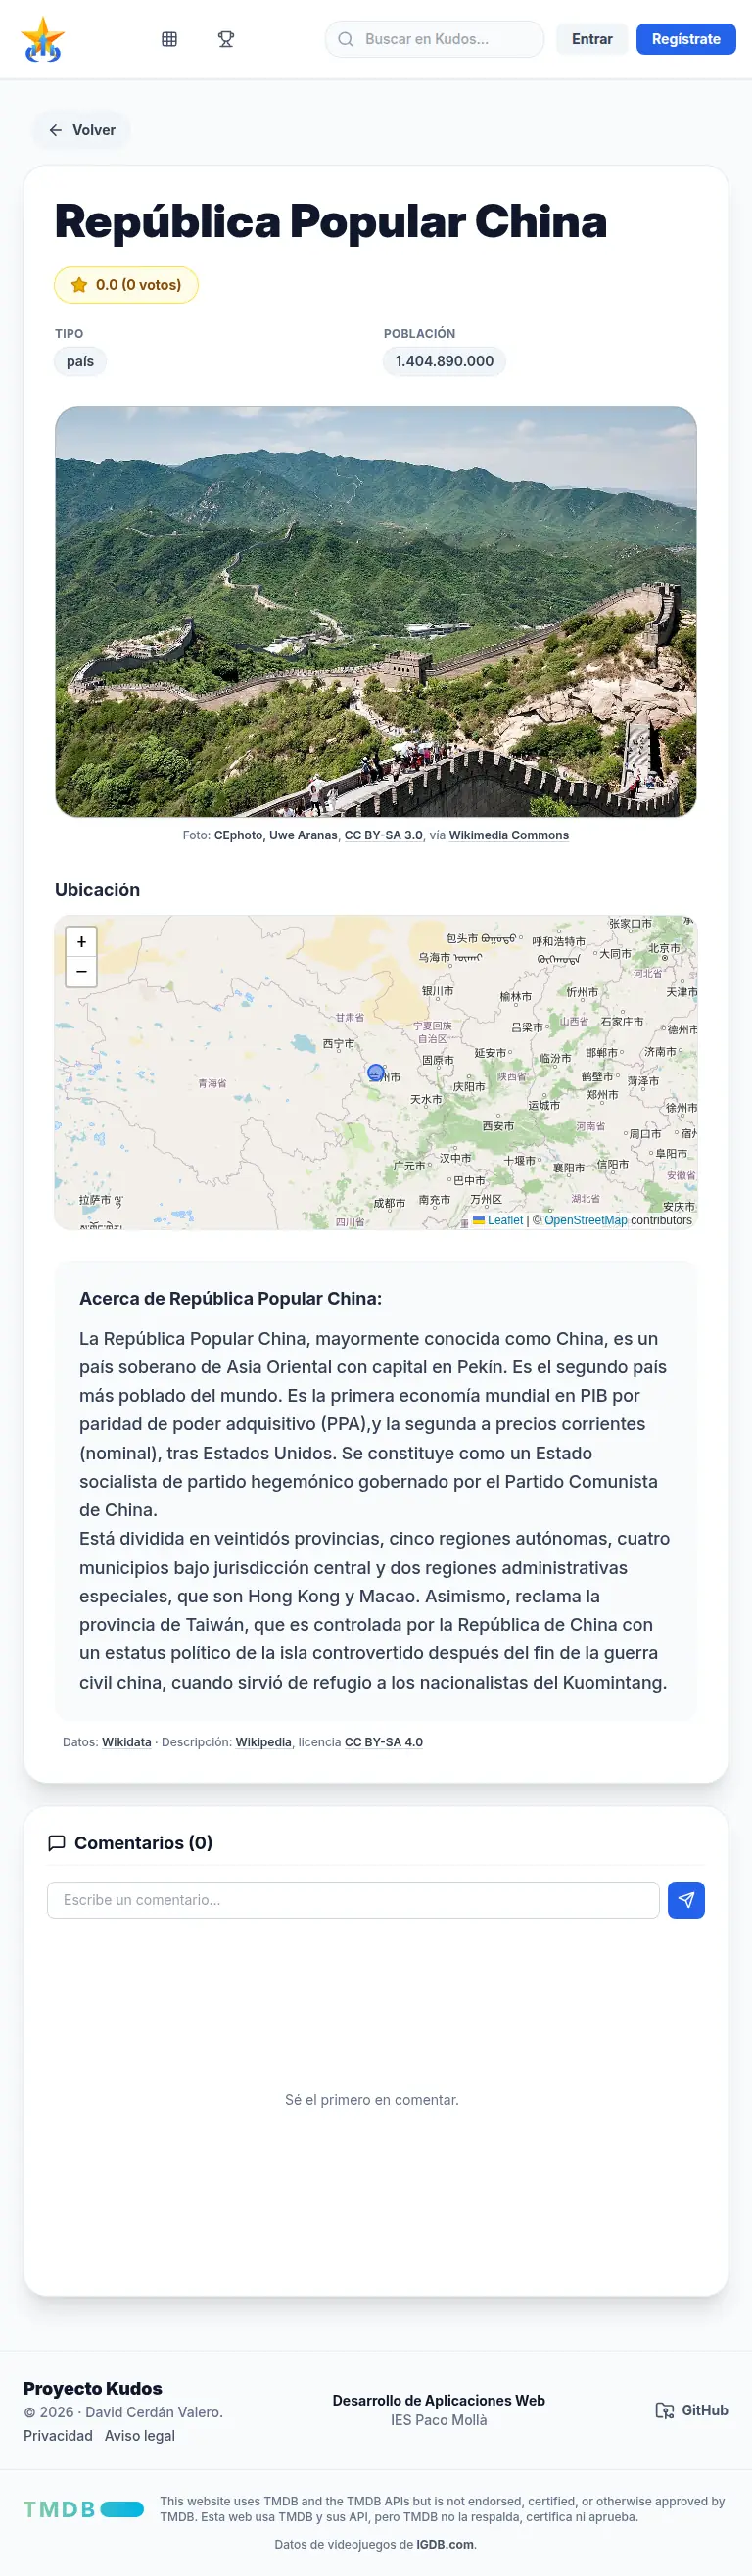 Buscar en Kudos...
Entrar
Regístrate
Volver
República Popular China
0.0 (0 votos)
TIPO
POBLACIÓN
país
1.404.890.000
Foto: CEphoto, Uwe Aranas, CC BY-SA 3.0, vía Wikimedia Commons
Ubicación
+
−
张家口市
包头市
呼和浩特市
大同市
北京市
乌海市
河北省
银川市
榆林市
忻州市
天津市
甘肃省
宁夏回族
自治区
吕梁市
山西省
石家庄市
德州市
西宁市
固原市
延安市
临汾市
邯郸市
济南市
青海省
州市
庆阳市
陕西省
鹤壁市
菏泽市
天水市
运城市
郑州市
徐州市
西安市
河南省
周口市
宿州
广元市
汉中市
十堰市
襄阳市
信阳市
阜阳市
巴中市
安徽省
拉萨市
成都市
南充市
万州区
湖北省
安庆市
四川省
Leaflet | © OpenStreetMap contributors
Acerca de República Popular China:
La República Popular China, mayormente conocida como China, es un
país soberano de Asia Oriental con capital en Pekín. Es el segundo país
más poblado del mundo. Es la primera economía mundial en PIB por
paridad de poder adquisitivo (PPA),y la segunda a precios corrientes
(nominal), tras Estados Unidos. Se constituye como un Estado
socialista de partido hegemónico gobernado por el Partido Comunista
de China.
Está dividida en veintidós provincias, cinco regiones autónomas, cuatro
municipios bajo jurisdicción central y dos regiones administrativas
especiales, que son Hong Kong y Macao. Asimismo, reclama la
provincia de Taiwán, que es controlada por la República de China con
un estatus político de la isla controvertido después del fin de la guerra
civil china, cuando sirvió de refugio a los nacionalistas del Kuomintang.
Datos: Wikidata · Descripción: Wikipedia, licencia CC BY-SA 4.0
Comentarios (0)
Escribe un comentario...
Sé el primero en comentar.
Proyecto Kudos
© 2026 · David Cerdán Valero.
Privacidad Aviso legal
Desarrollo de Aplicaciones Web
IES Paco Mollà
GitHub
TMDB
This website uses TMDB and the TMDB APIs but is not endorsed, certified, or otherwise approved by
TMDB. Esta web usa TMDB y sus API, pero TMDB no la respalda, certifica ni aprueba.
Datos de videojuegos de IGDB.com.